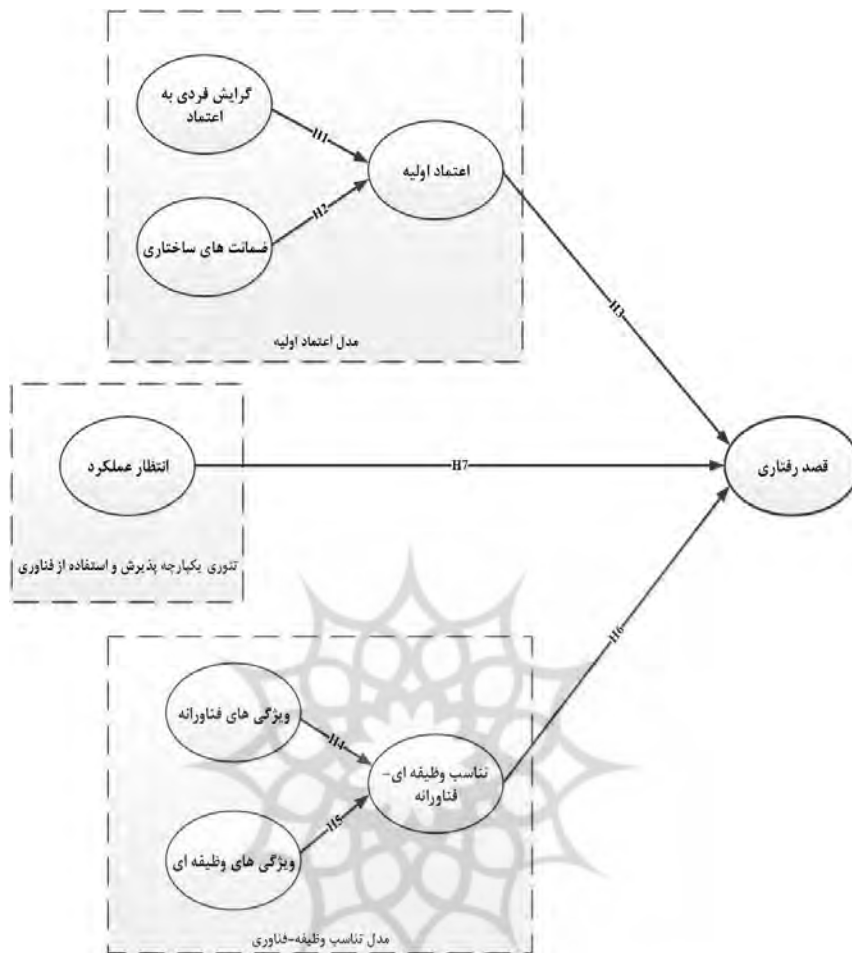 گرایش فردی به
اعتماد
H1
اعتماد اولیه
H2
ضمانت های ساختاری
H3
مدل اعتماد اولیه
انتظار عملکرد
H7
قصد رفتاری
تئوری یکپارچه پذیرش و استفاده از فناوری
H6
ویژگی های فناورانه
H4
تناسب وظیفه ای-
فناورانه
H5
ویژگی های وظیفه ای
مدل تناسب وظیفه-فناوری